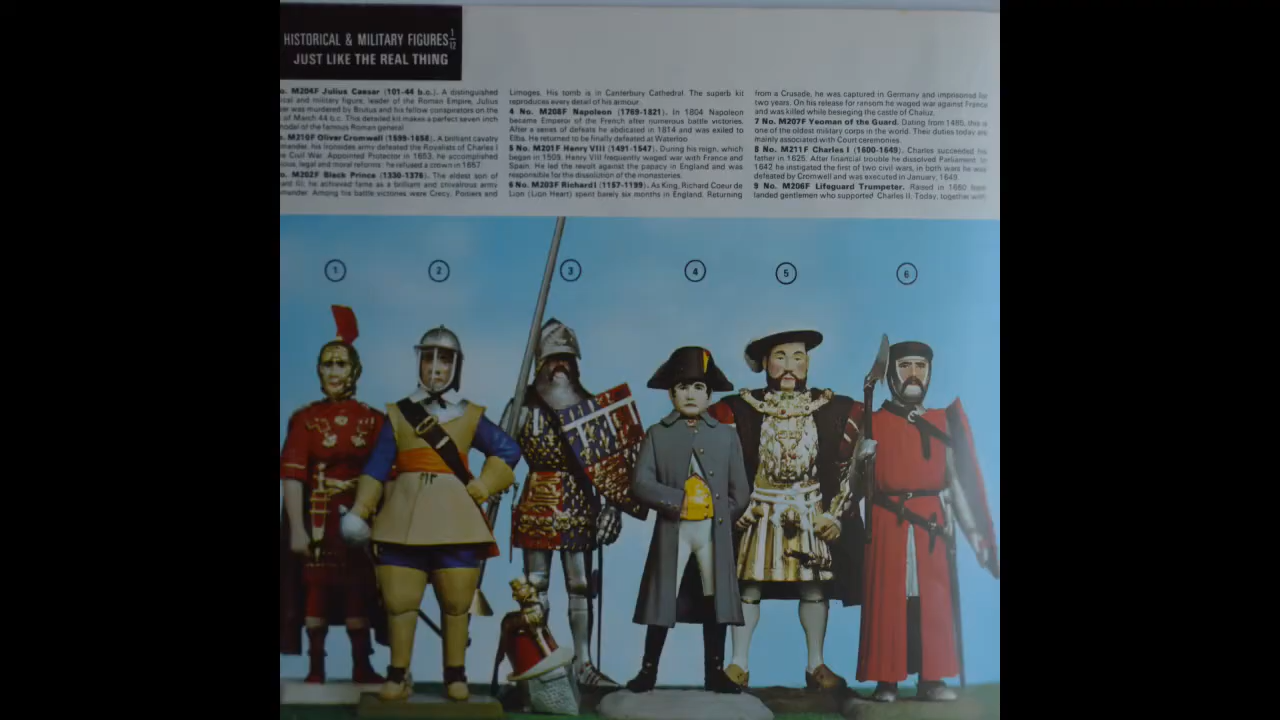 HISTORICAL & MILITARY FIGURES 1/12
JUST LIKE THE REAL THING
o. M204F Julius Caesar (101-44 b.c.). A distinguished
ical and military figure, leader of the Roman Empire, Julius
er was murdered by Brutus and his fellow conspirators on the
of March 44 b.c. This detailed kit makes a perfect seven inch
model of the famous Roman general.
M210F Oliver Cromwell (1599-1658). A brilliant cavalry
mander, his Ironsides army defeated the Royalists of Charles I
e Civil War. Appointed Protector in 1653, he accomplished
ious, legal and moral reforms: he refused a crown in 1657.
o. M202F Black Prince (1330-1376). The eldest son of
ard III; he achieved fame as a brilliant and chivalrous army
mander. Among his battle victories were Crecy, Poitiers and
Limoges. His tomb is in Canterbury Cathedral. The superb kit
reproduces every detail of his armour.
4 No. M208F Napoleon (1769-1821). In 1804 Napoleon
became Emperor of the French after numerous battle victories.
After a series of defeats he abdicated in 1814 and was exiled to
Elba. He returned to be finally defeated at Waterloo.
5 No. M201F Henry VIII (1491-1547). During his reign, which
began in 1509, Henry VIII frequently waged war with France and
Spain. He led the revolt against the papacy in England and was
responsible for the dissolution of the monasteries.
6 No. M203F Richard I (1157-1199). As King, Richard Coeur de
Lion (Lion Heart) spent barely six months in England. Returning
from a Crusade, he was captured in Germany and imprisoned for
two years. On his release for ransom he waged war against France
and was killed while besieging the castle of Chaluz.
7 No. M207F Yeoman of the Guard. Dating from 1485, this is
one of the oldest military corps in the world. Their duties today are
mainly associated with Court ceremonies.
8 No. M211F Charles I (1600-1649). Charles succeeded his
father in 1625. After financial trouble he dissolved Parliament. In
1642 he instigated the first of two civil wars, in both wars he was
defeated by Cromwell and was executed in January, 1649.
9 No. M206F Lifeguard Trumpeter. Raised in 1660 from
landed gentlemen who supported Charles II. Today, together with
1 2 3 4 5 6